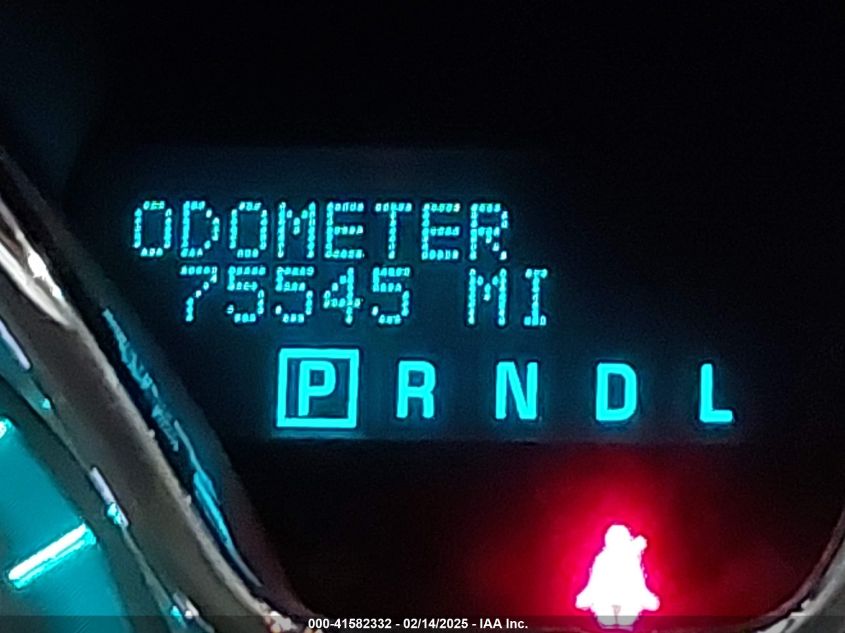 ODOMETER
75545 MI
P R N D L
000-41582332 - 02/14/2025 - IAA Inc.